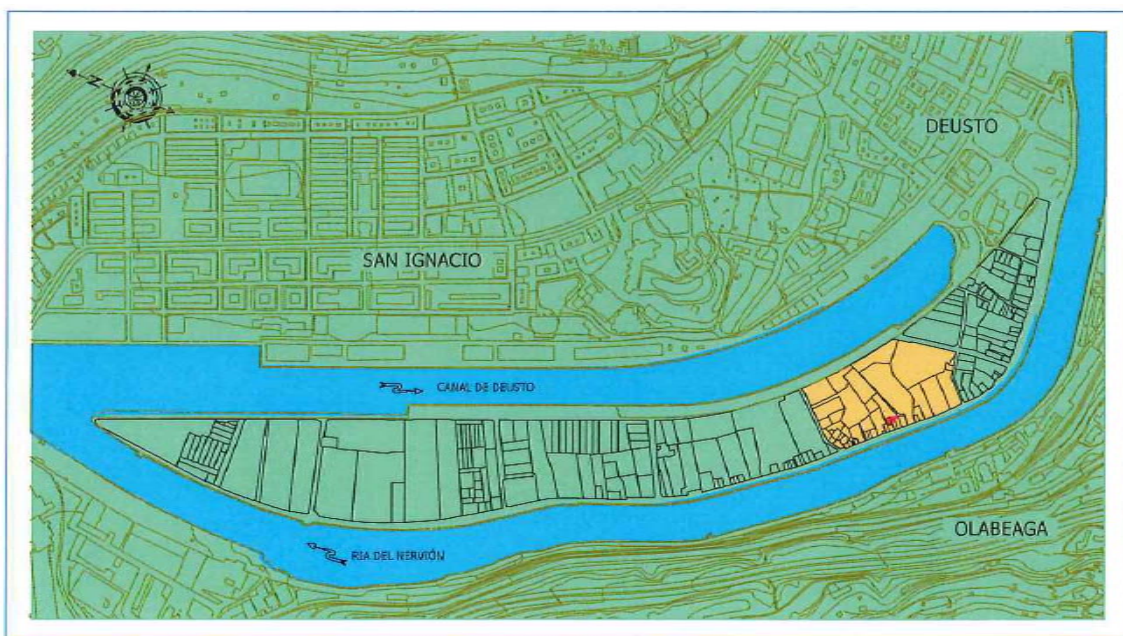 N
DEUSTO
SAN IGNACIO
CANAL DE DEUSTO
OLABEAGA
RIA DEL NERVIÓN